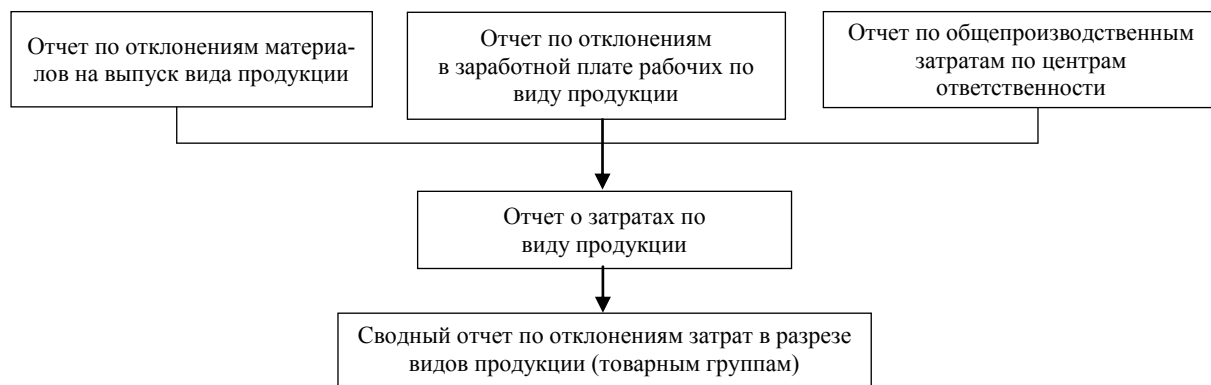 Отчет по отклонениям материа-
лов на выпуск вида продукции
Отчет по отклонениям
в заработной плате рабочих по
виду продукции
Отчет по общепроизводственным
затратам по центрам
ответственности
Отчет о затратах по
виду продукции
Сводный отчет по отклонениям затрат в разрезе
видов продукции (товарным группам)